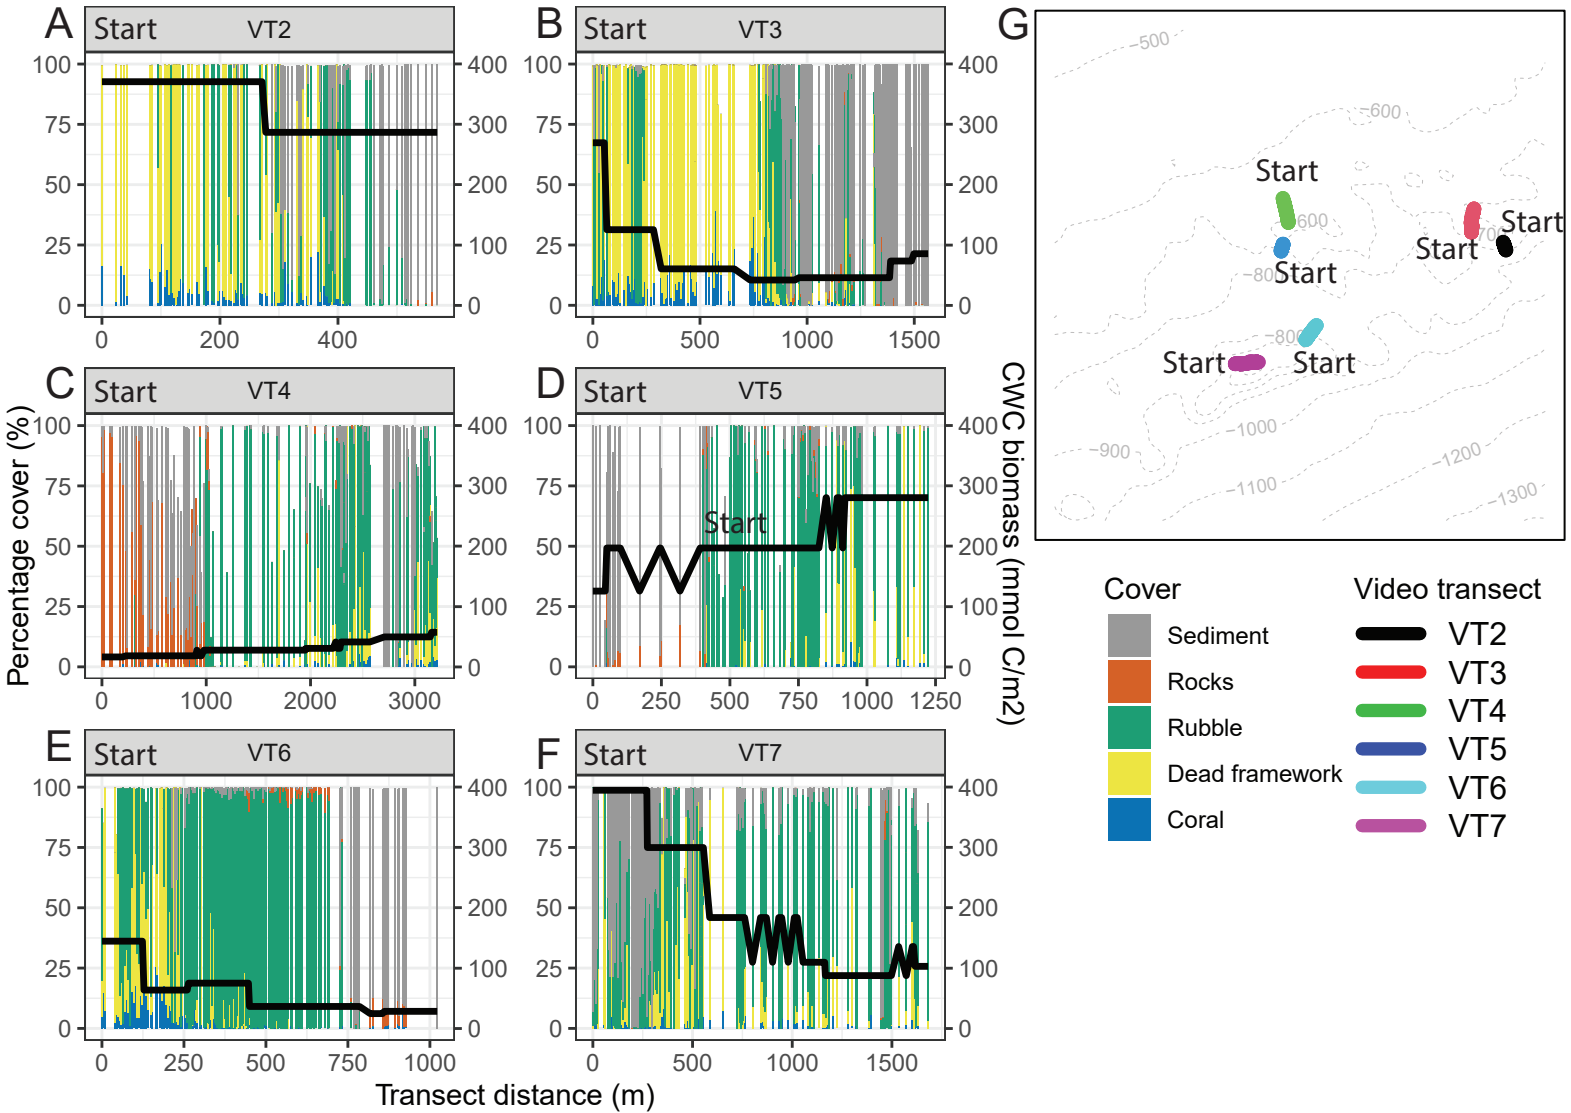 A
Start VT2
B
Start VT3
G
100
75
50
25
0
400
300
200
100
0
0 200 400
100
75
50
25
0
400
300
200
100
0
0 500 1000 1500
C
Start VT4
D
Start VT5
100
75
50
25
0
400
300
200
100
0
0 1000 2000 3000
100
75
50
25
0
Start
400
300
200
100
0
0 250 500 750 1000 1250
E
Start VT6
F
Start VT7
100
75
50
25
0
400
300
200
100
0
0 250 500 750 1000
100
75
50
25
0
400
300
200
100
0
0 500 1000 1500
Percentage cover (%)
CWC biomass (mmol C/m2)
Transect distance (m)
−500
−600
Start
600
Start
700
Start
−800
Start
−800
Start
Start
−900
−1000
−1100
−1200
−1300
Cover
Sediment
Rocks
Rubble
Dead framework
Coral
Video transect
VT2
VT3
VT4
VT5
VT6
VT7